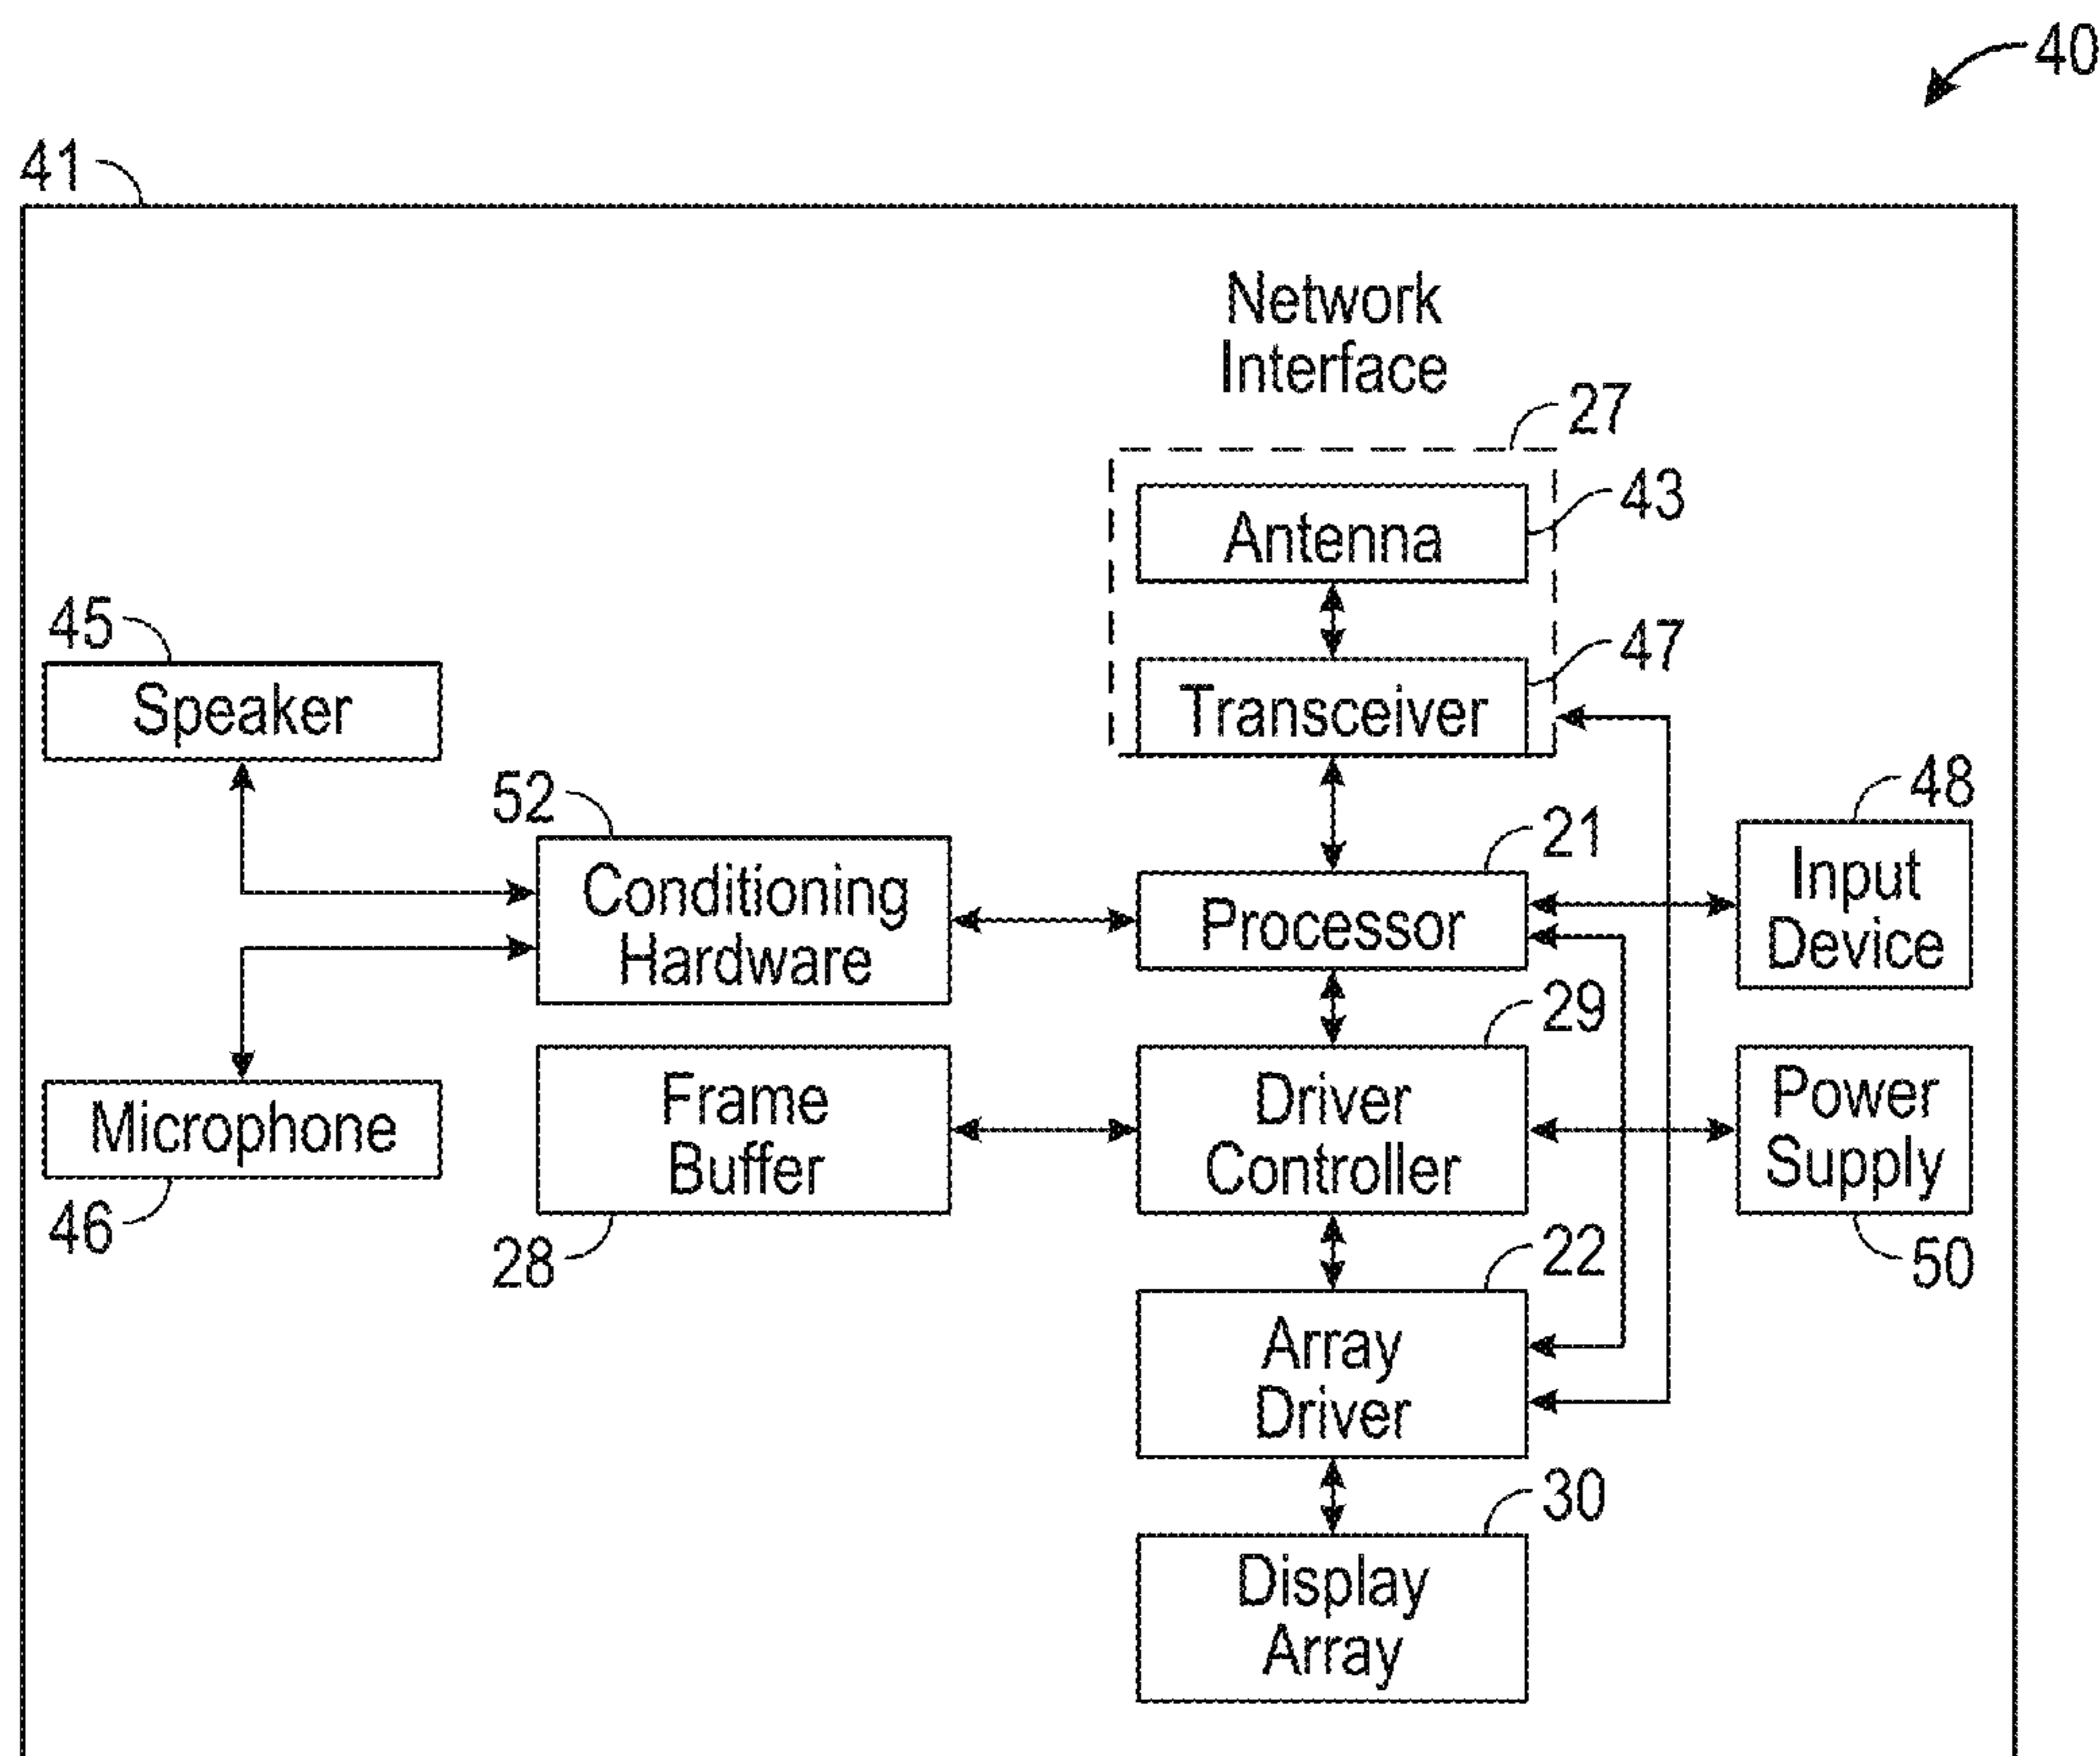 40
41
Network
Interface
27
Antenna
43
45
Speaker
47
Transceiver
52
48
Conditioning
Hardware
21
Processor
Input
Device
29
Frame
Buffer
Driver
Controller
Power
Supply
Microphone
46
28
22
50
Array
Driver
30
Display
Array